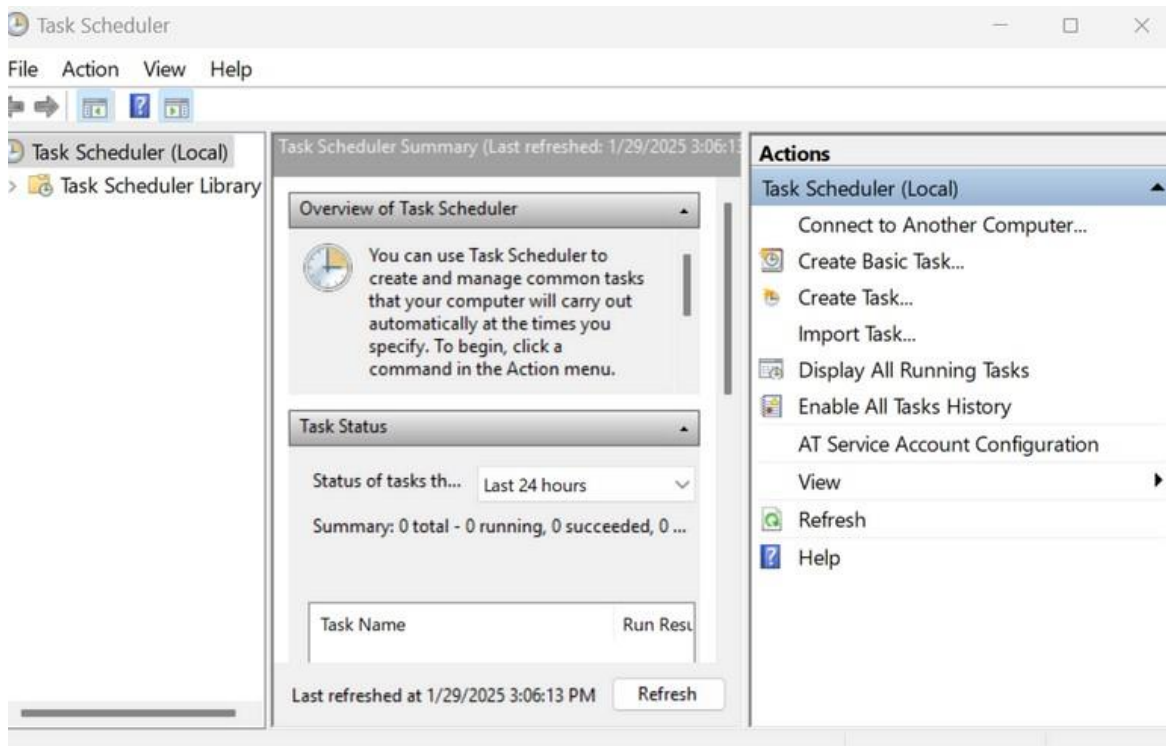 Task Scheduler
File Action View Help
Task Scheduler (Local)
Task Scheduler Library
Task Scheduler Summary (Last refreshed: 1/29/2025 3:06:13
Overview of Task Scheduler
You can use Task Scheduler to
create and manage common tasks
that your computer will carry out
automatically at the times you
specify. To begin, click a
command in the Action menu.
Task Status
Status of tasks th... Last 24 hours
Summary: 0 total - 0 running, 0 succeeded, 0 ...
Task Name Run Resu
Last refreshed at 1/29/2025 3:06:13 PM Refresh
Actions
Task Scheduler (Local)
Connect to Another Computer...
Create Basic Task...
Create Task...
Import Task...
Display All Running Tasks
Enable All Tasks History
AT Service Account Configuration
View
Refresh
Help